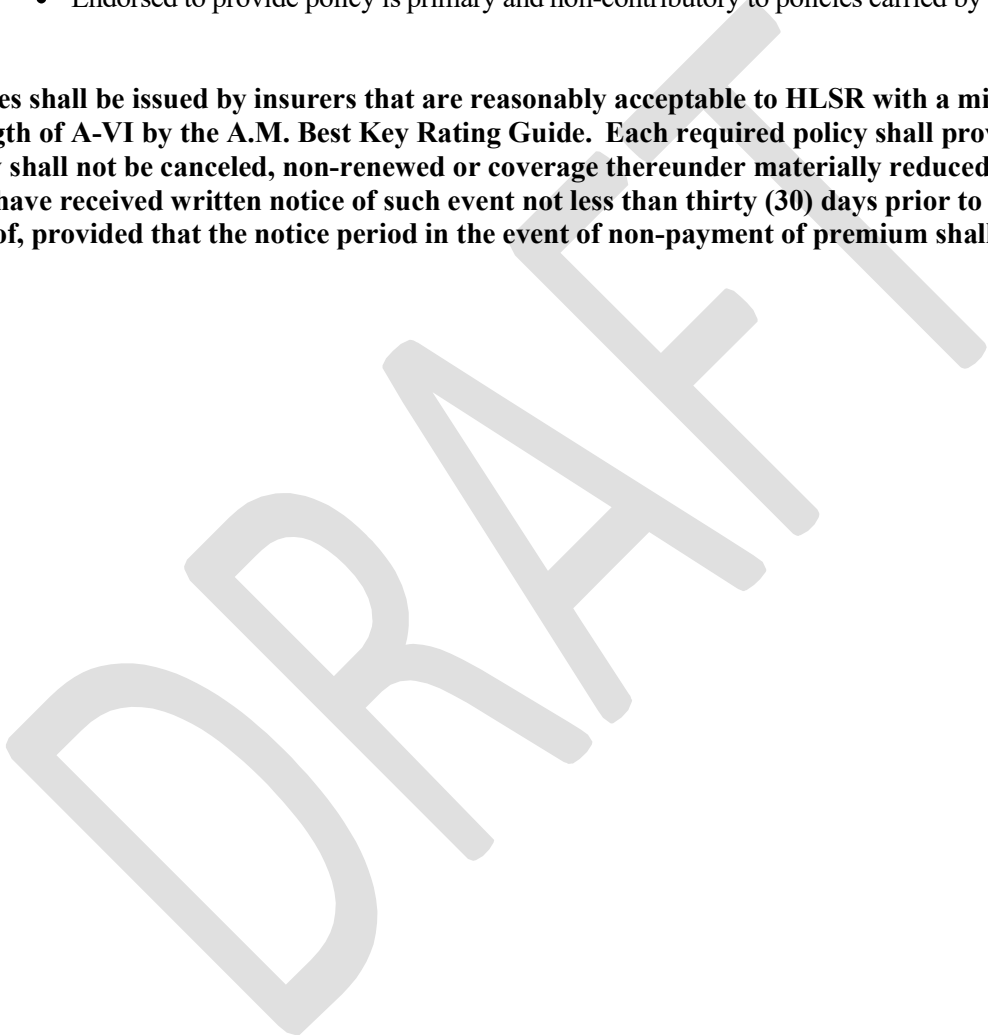 • Endorsed to provide policy is primary and non-contributory to policies carried by
es shall be issued by insurers that are reasonably acceptable to HLSR with a mi
gth of A-VI by the A.M. Best Key Rating Guide. Each required policy shall prov
y shall not be canceled, non-renewed or coverage thereunder materially reduced
have received written notice of such event not less than thirty (30) days prior to
of, provided that the notice period in the event of non-payment of premium shall
DRAFT